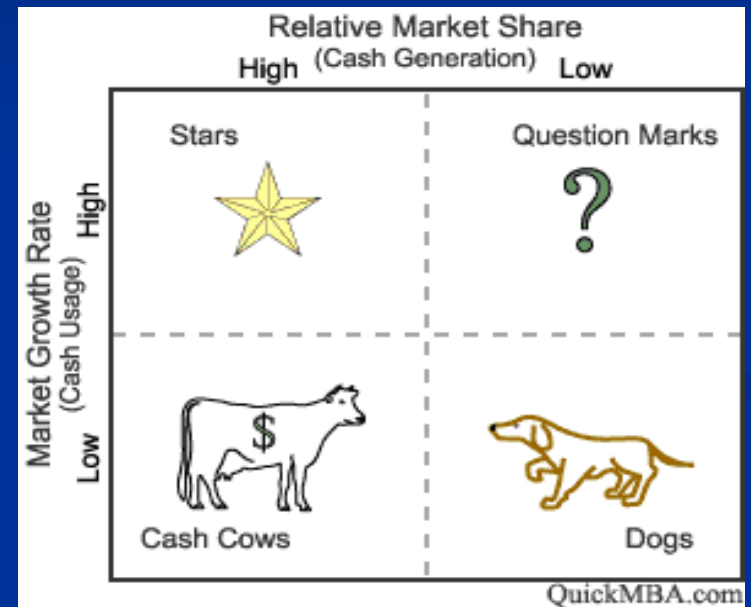 Relative Market Share
High (Cash Generation) Low
Stars
Question Marks
?
Market Growth Rate
(Cash Usage)
High
Low
$
Cash Cows
Dogs
QuickMBA.com